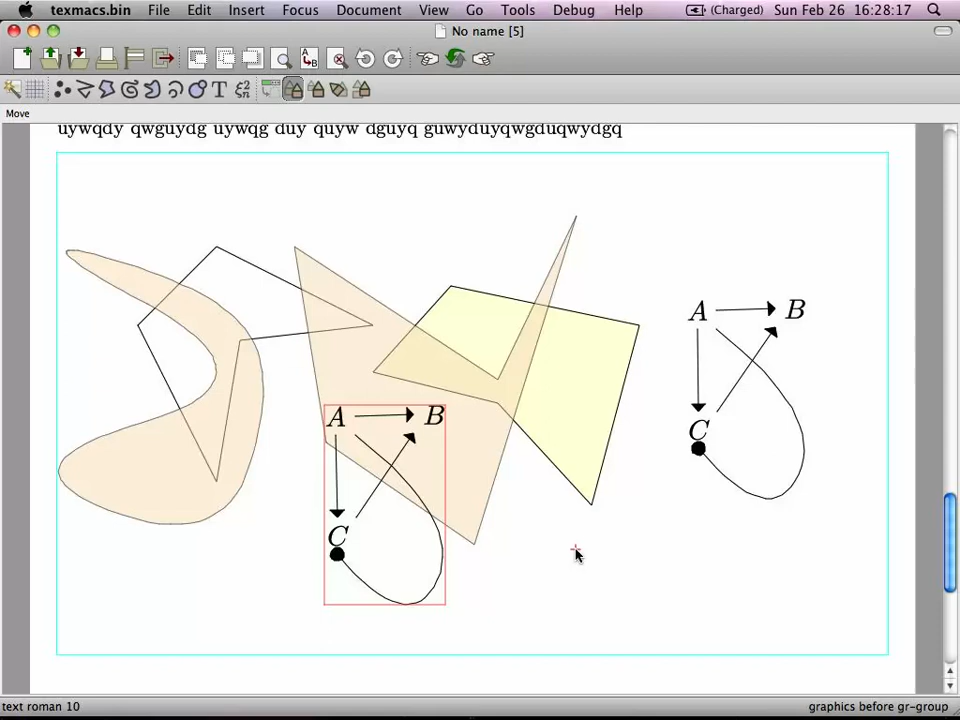 texmacs.bin File Edit Insert Focus Document View Go Tools Debug Help (Charged) Sun Feb 26 16:28:17
No name [5]
Move
uywqdy qwguydg uywqg duy quyw dguyq guwyduyqwgduqwydgq
A B
C
A B
C
text roman 10 graphics before gr-group